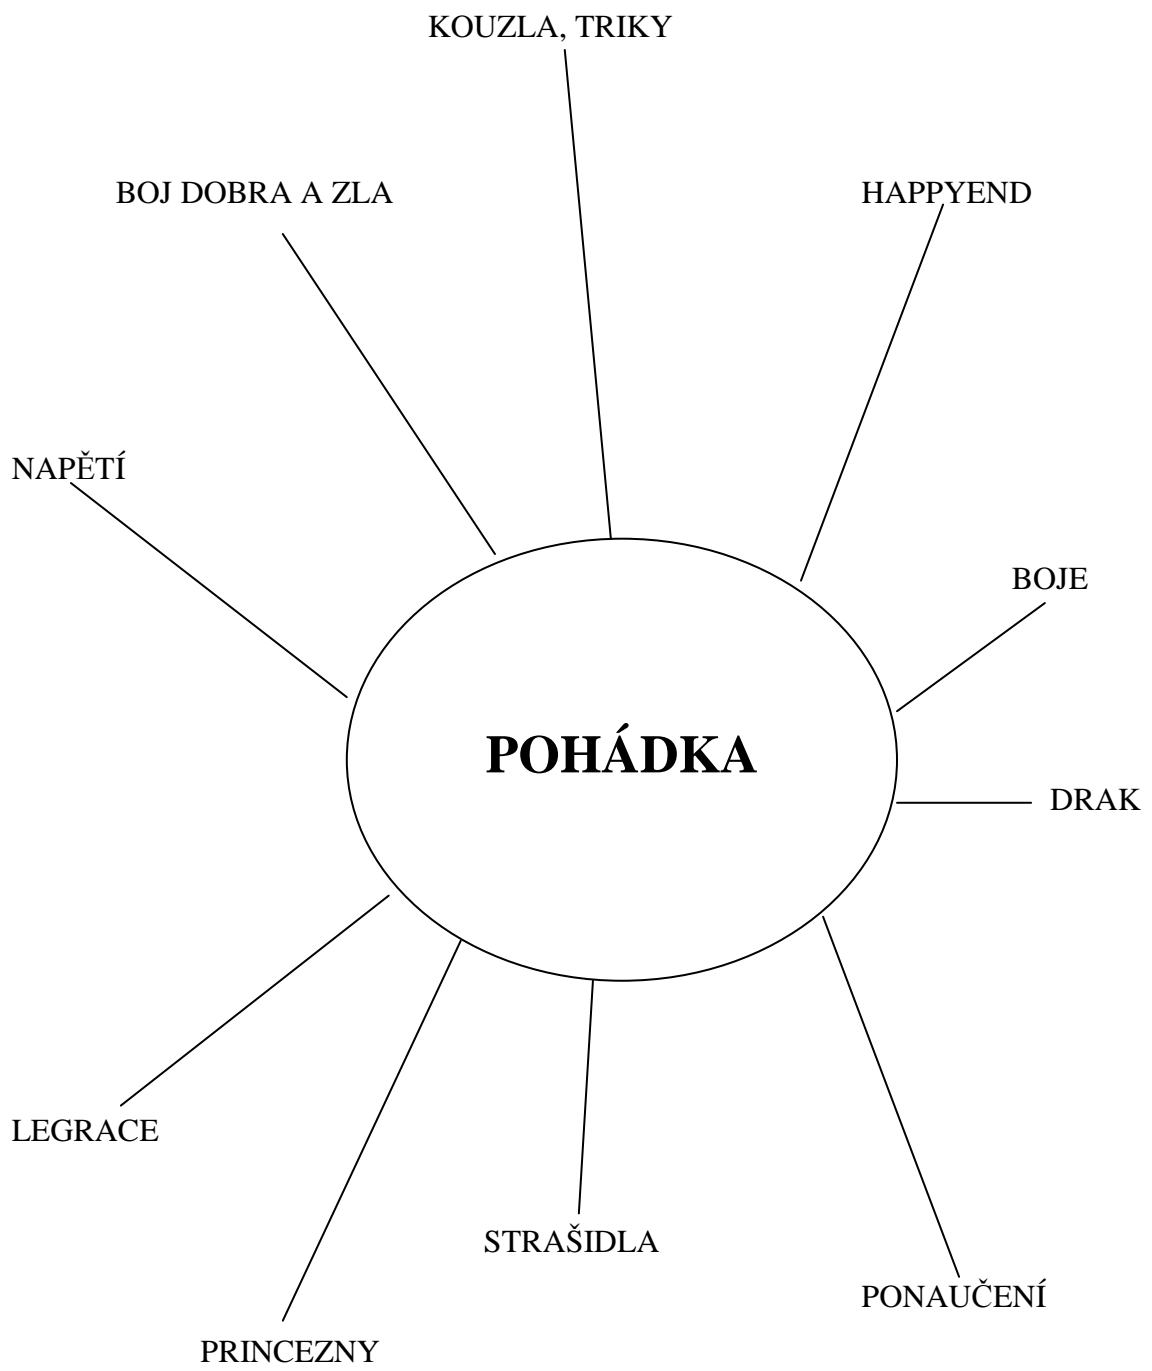 KOUZLA, TRIKY
BOJ DOBRA A ZLA
HAPPYEND
NAPĚTÍ
BOJE
POHÁDKA
DRAK
LEGRACE
STRAŠIDLA
PONAUČENÍ
PRINCEZNY